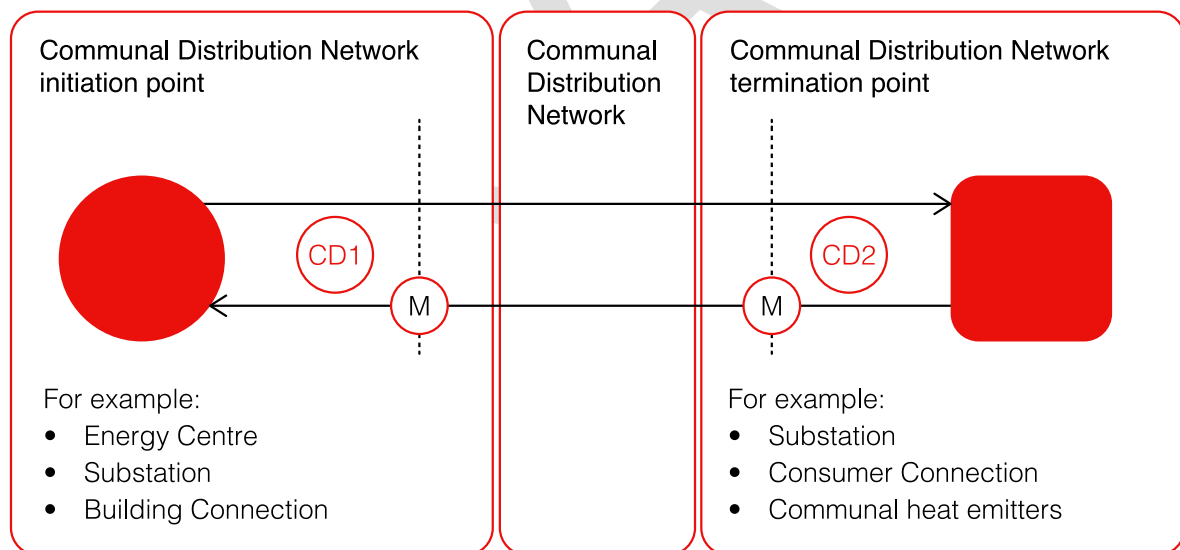 Communal Distribution Network
initiation point
Communal
Distribution
Network
Communal Distribution Network
termination point
CD1
CD2
M
M
For example:
• Energy Centre
• Substation
• Building Connection
For example:
• Substation
• Consumer Connection
• Communal heat emitters